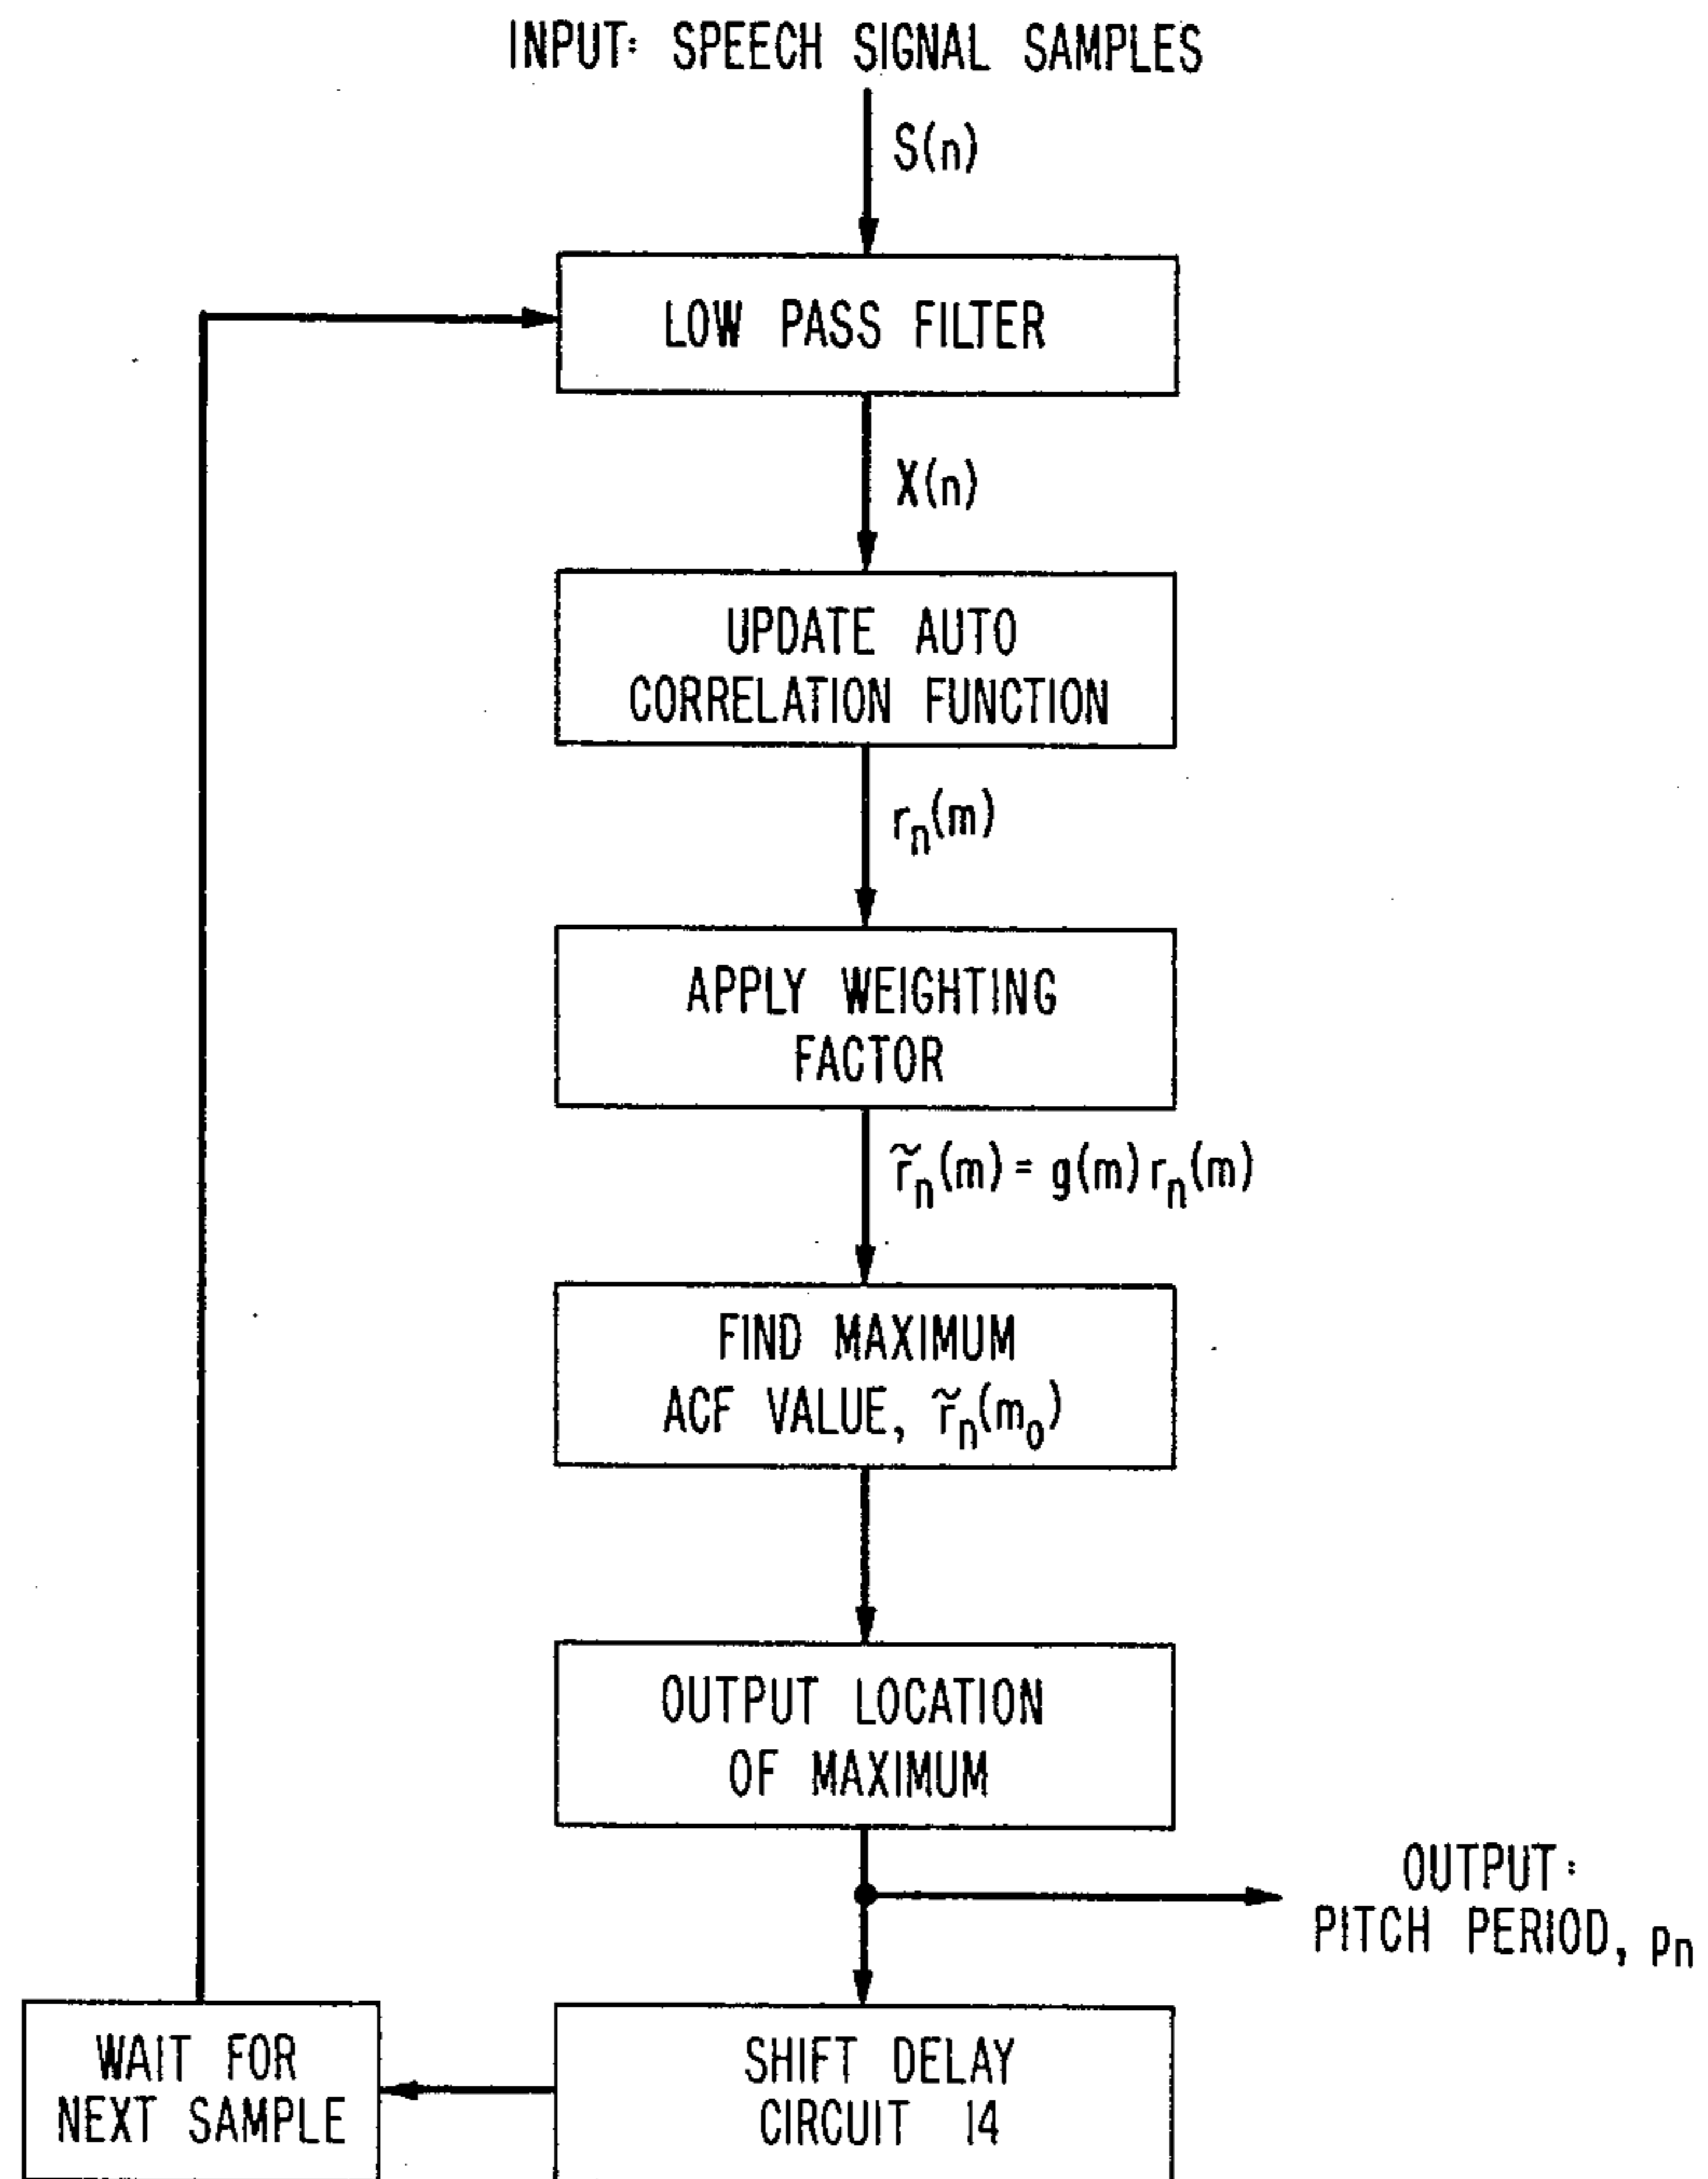 INPUT: SPEECH SIGNAL SAMPLES
S(n)
LOW PASS FILTER
X(n)
UPDATE AUTO
CORRELATION FUNCTION
rₙ(m)
APPLY WEIGHTING
FACTOR
r̃ₙ(m) = g(m) rₙ(m)
FIND MAXIMUM
ACF VALUE, r̃ₙ(m₀)
OUTPUT LOCATION
OF MAXIMUM
OUTPUT:
PITCH PERIOD, pₙ
SHIFT DELAY
CIRCUIT 14
WAIT FOR
NEXT SAMPLE